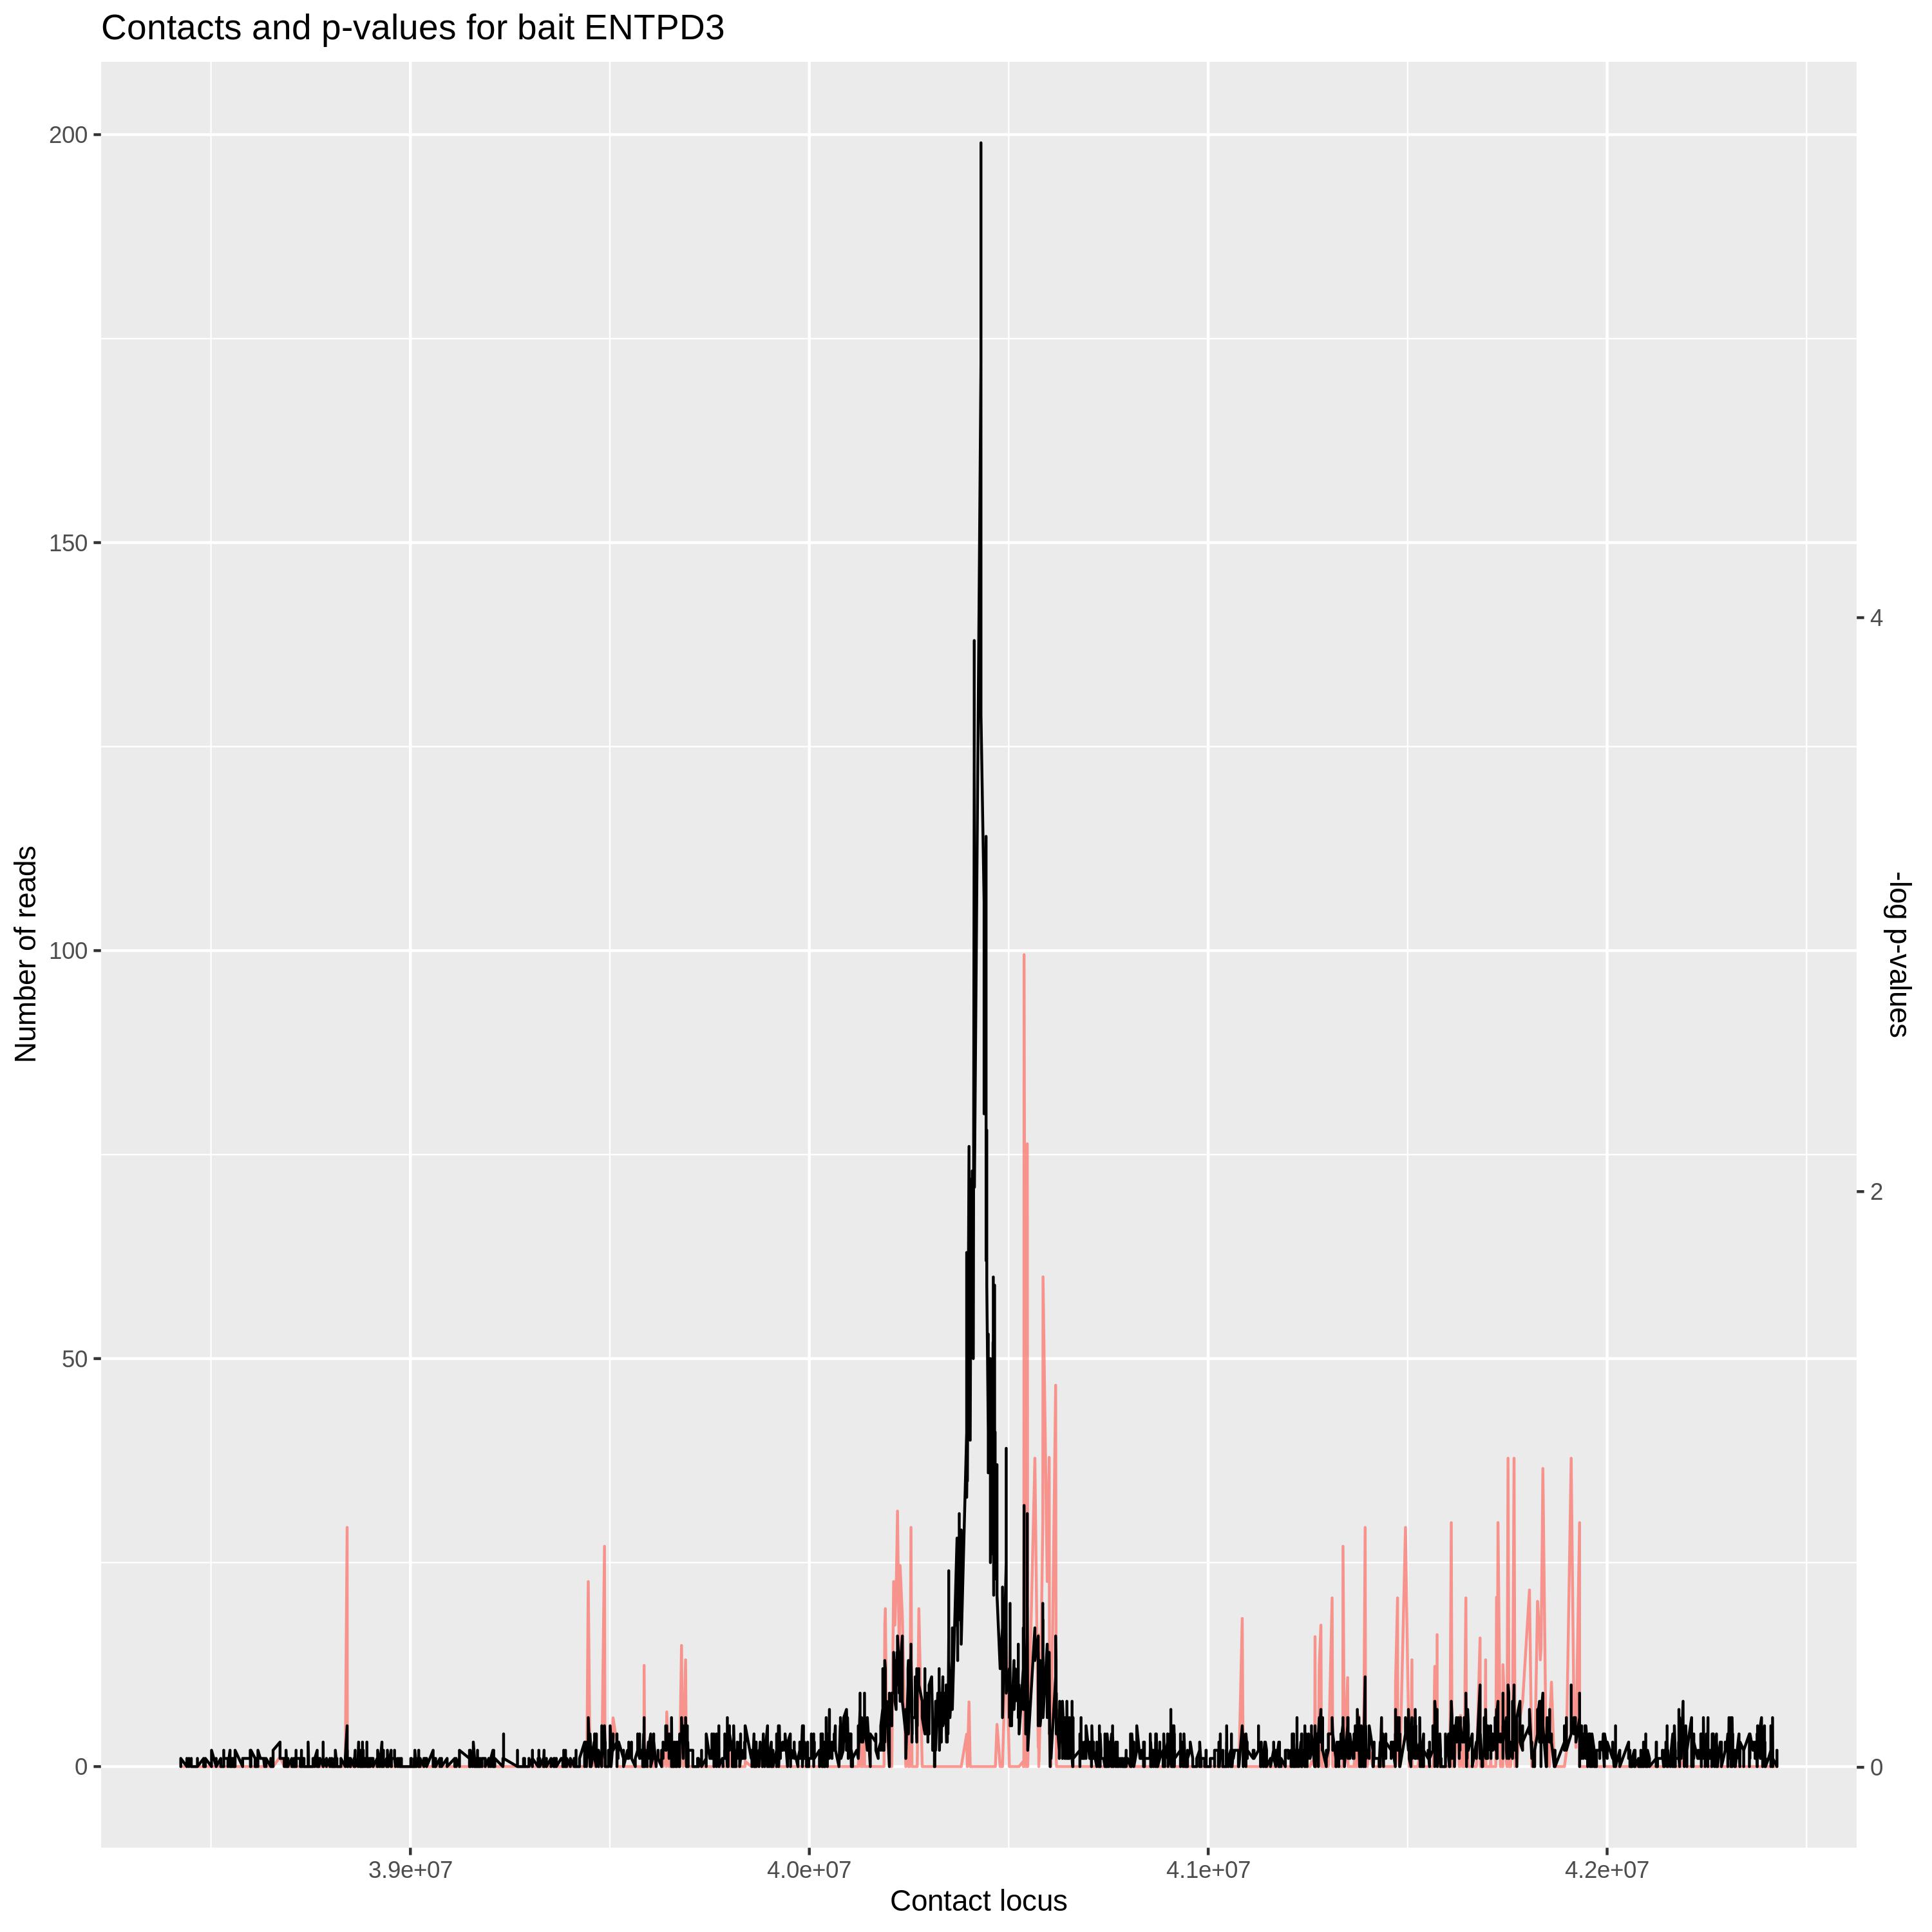 Contacts and p-values for bait ENTPD3
200
150
100
50
0
Number of reads
4
2
0
-log p-values
3.9e+07
4.0e+07
4.1e+07
4.2e+07
Contact locus